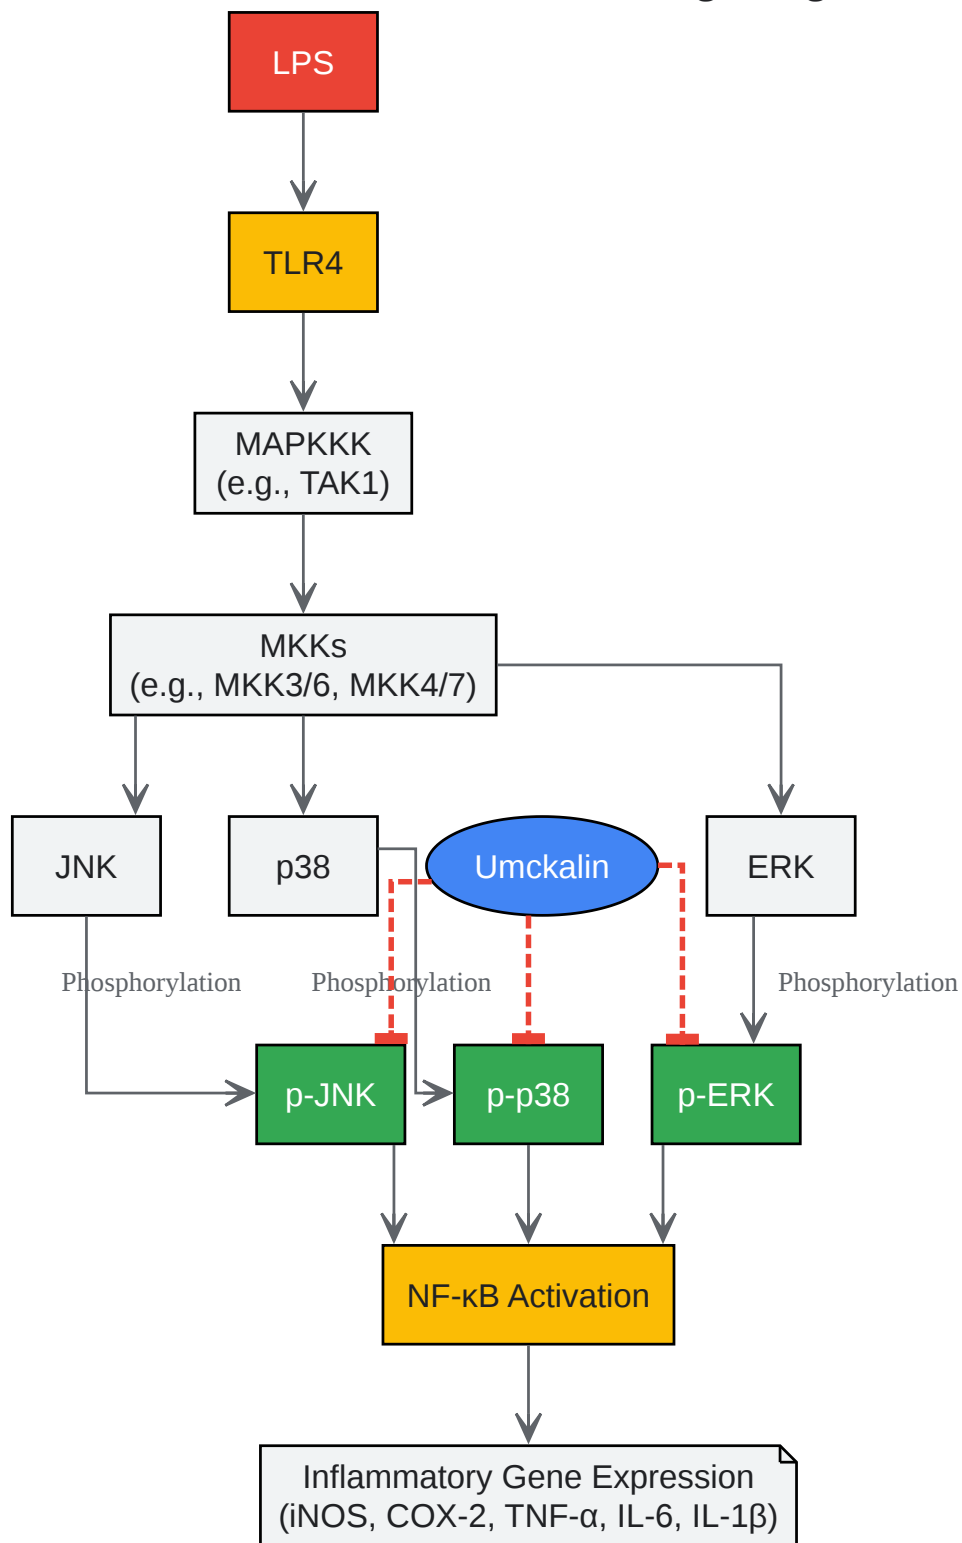 LPS
TLR4
MAPKKK
(e.g., TAK1)
MKKs
(e.g., MKK3/6, MKK4/7)
JNK
p38
Umckalin
ERK
Phosphorylation
Phosphorylation
Phosphorylation
p-JNK
p-p38
p-ERK
NF-κB Activation
Inflammatory Gene Expression
(iNOS, COX-2, TNF-α, IL-6, IL-1β)